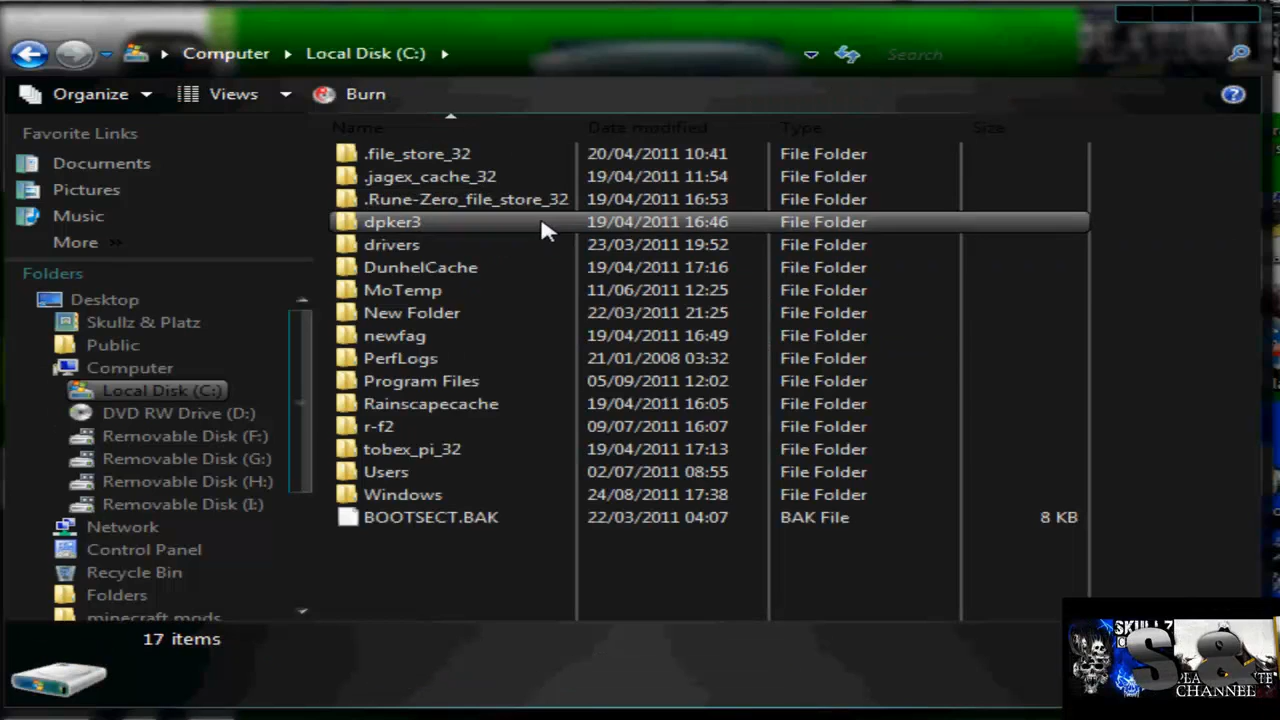 Computer Local Disk (C:) Search
Organize Views Burn
Favorite Links
Documents
Pictures
Music
More >>
Folders
Desktop
Skullz & Platz
Public
Computer
Local Disk (C:)
DVD RW Drive (D:)
Removable Disk (F:)
Removable Disk (G:)
Removable Disk (H:)
Removable Disk (I:)
Network
Control Panel
Recycle Bin
Folders
minecraft mods
Name Date modified Type Size
.file_store_32 20/04/2011 10:41 File Folder
.jagex_cache_32 19/04/2011 11:54 File Folder
.Rune-Zero_file_store_32 19/04/2011 16:53 File Folder
dpker3 19/04/2011 16:46 File Folder
drivers 23/03/2011 19:52 File Folder
DunhelCache 19/04/2011 17:16 File Folder
MoTemp 11/06/2011 12:25 File Folder
New Folder 22/03/2011 21:25 File Folder
newfag 19/04/2011 16:49 File Folder
PerfLogs 21/01/2008 03:32 File Folder
Program Files 05/09/2011 12:02 File Folder
Rainscapecache 19/04/2011 16:05 File Folder
r-f2 09/07/2011 16:07 File Folder
tobex_pi_32 19/04/2011 17:13 File Folder
Users 02/07/2011 08:55 File Folder
Windows 24/08/2011 17:38 File Folder
BOOTSECT.BAK 22/03/2011 04:07 BAK File 8 KB
17 items
SKULLZ
S &
CHANNEL